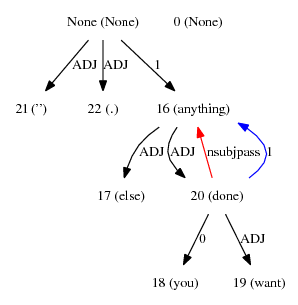 None (None) 0 (None)
ADJ ADJ 1
21 (”) 22 (.) 16 (anything)
ADJ ADJ nsubjpass 1
17 (else) 20 (done)
0 ADJ
18 (you) 19 (want)